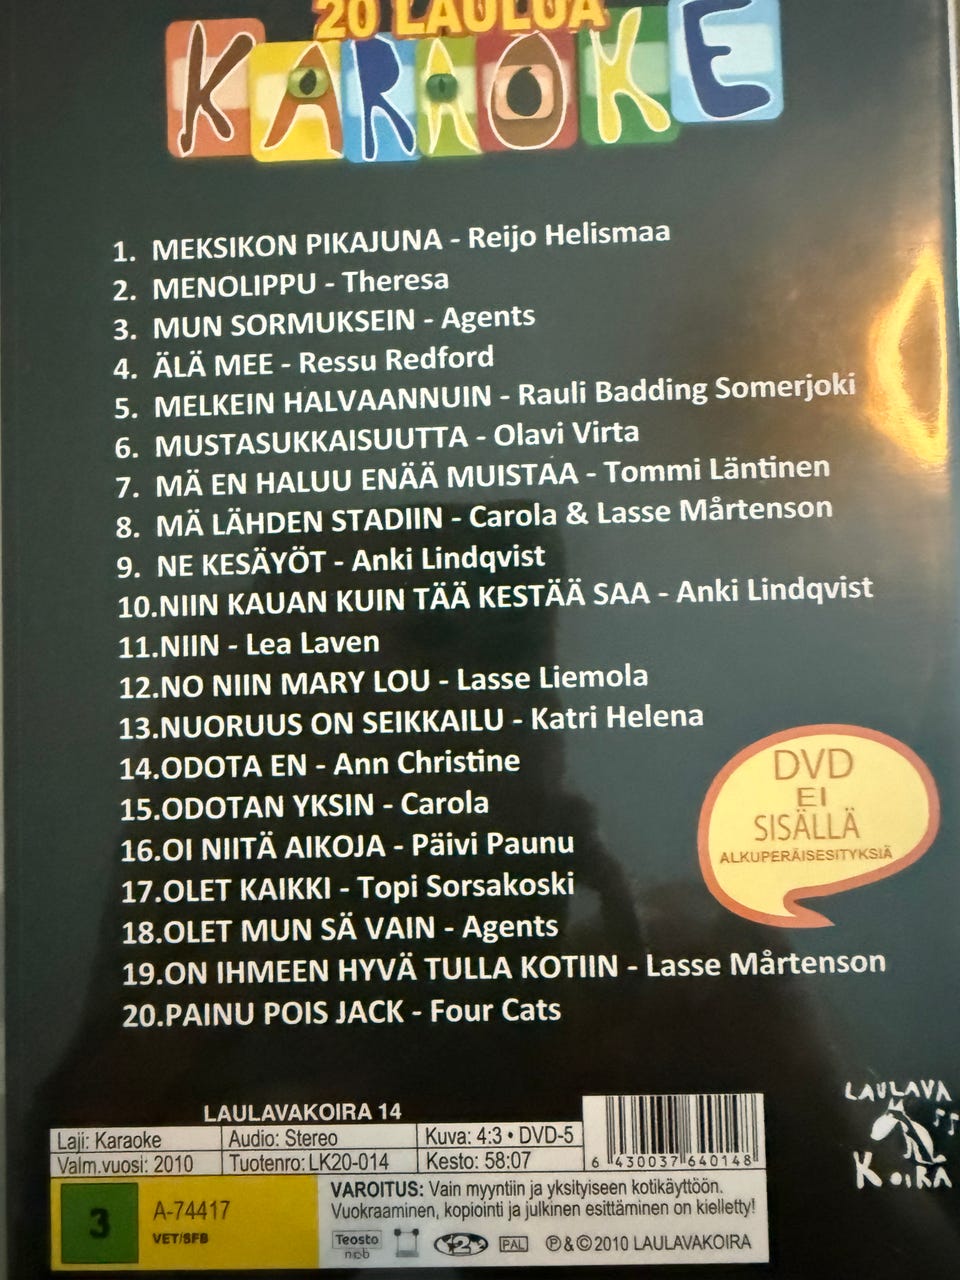 20 LAULUA
KARAOKE
1. MEKSIKON PIKAJUNA - Reijo Helismaa
2. MENOLIPPU - Theresa
3. MUN SORMUKSEIN - Agents
4. ÄLÄ MEE - Ressu Redford
5. MELKEIN HALVAANNUIN - Rauli Badding Somerjoki
6. MUSTASUKKAISUUTTA - Olavi Virta
7. MÄ EN HALUU ENÄÄ MUISTAA - Tommi Läntinen
8. MÄ LÄHDEN STADIIN - Carola & Lasse Mårtenson
9. NE KESÄYÖT - Anki Lindqvist
10.NIIN KAUAN KUIN TÄÄ KESTÄÄ SAA - Anki Lindqvist
11.NIIN - Lea Laven
12.NO NIIN MARY LOU - Lasse Liemola
13.NUORUUS ON SEIKKAILU - Katri Helena
14.ODOTA EN - Ann Christine
15.ODOTAN YKSIN - Carola
16.OI NIITÄ AIKOJA - Päivi Paunu
17.OLET KAIKKI - Topi Sorsakoski
18.OLET MUN SÄ VAIN - Agents
19.ON IHMEEN HYVÄ TULLA KOTIIN - Lasse Mårtenson
20.PAINU POIS JACK - Four Cats
DVD
EI
SISÄLLÄ
ALKUPERÄISESITYKSIÄ
LAULAVA
KOIRA
LAULAVAKOIRA 14
Laji: Karaoke Audio: Stereo Kuva: 4:3 • DVD-5
Valm.vuosi: 2010 Tuotenro: LK20-014 Kesto: 58:07
6 430037 640148
3 A-74417
VET/SFB
VAROITUS: Vain myyntiin ja yksityiseen kotikäyttöön.
Vuokraaminen, kopiointi ja julkinen esittäminen on kielletty!
Teosto
ncb
2 PAL ℗&©2010 LAULAVAKOIRA